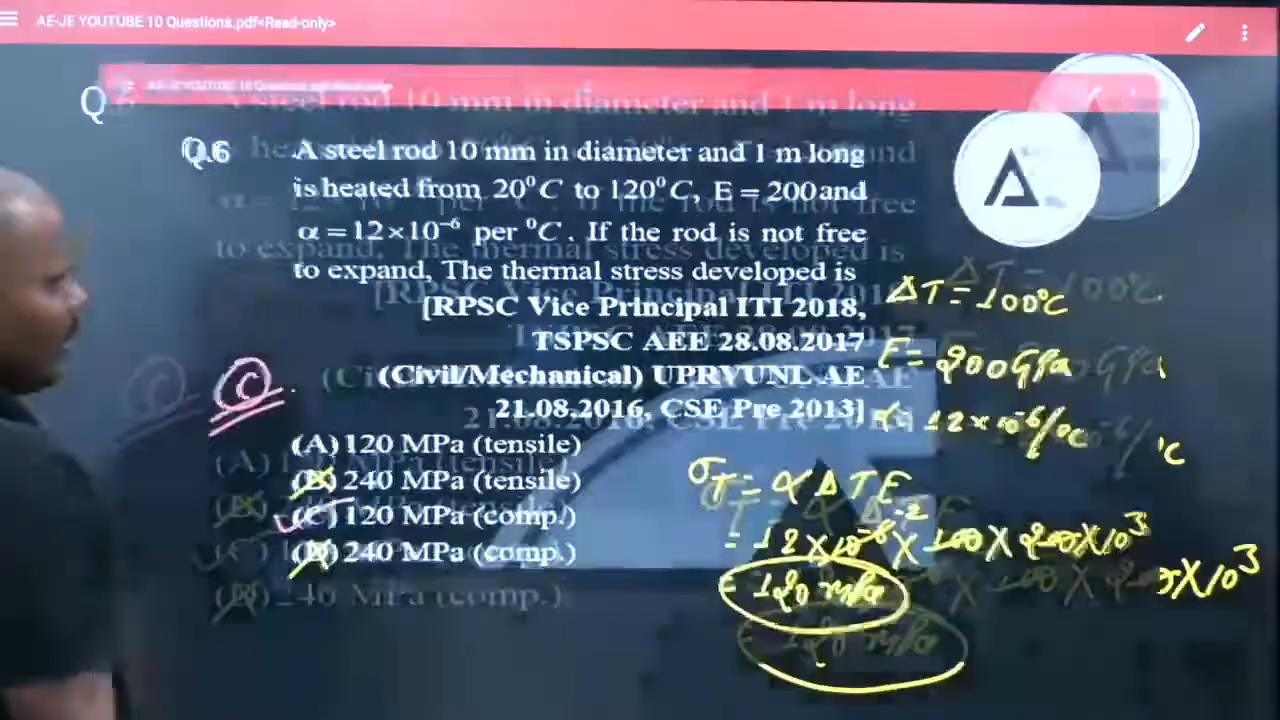 AE-JE YOUTUBE 10 Questions.pdf<Read-only>
Q.6 A steel rod 10 mm in diameter and 1 m long
is heated from 20⁰C to 120⁰C, E = 200 and
α = 12×10⁻⁶ per ⁰C. If the rod is not free
to expand, The thermal stress developed is
[RPSC Vice Principal ITI 2018,
TSPSC AEE 28.08.2017
(Civil/Mechanical) UPRVUNL AE
21.08.2016, CSE Pre 2013]
(A) 120 MPa (tensile)
(B) 240 MPa (tensile)
(C) 120 MPa (comp.)
(D) 240 MPa (comp.)
C
ΔT = 100°C
E = 200 GPa
α = 12 × 10⁻⁶/°C
σT = α ΔT E
= 12 × 10⁻⁶ × 100 × 200 × 10³
= 120 MPa